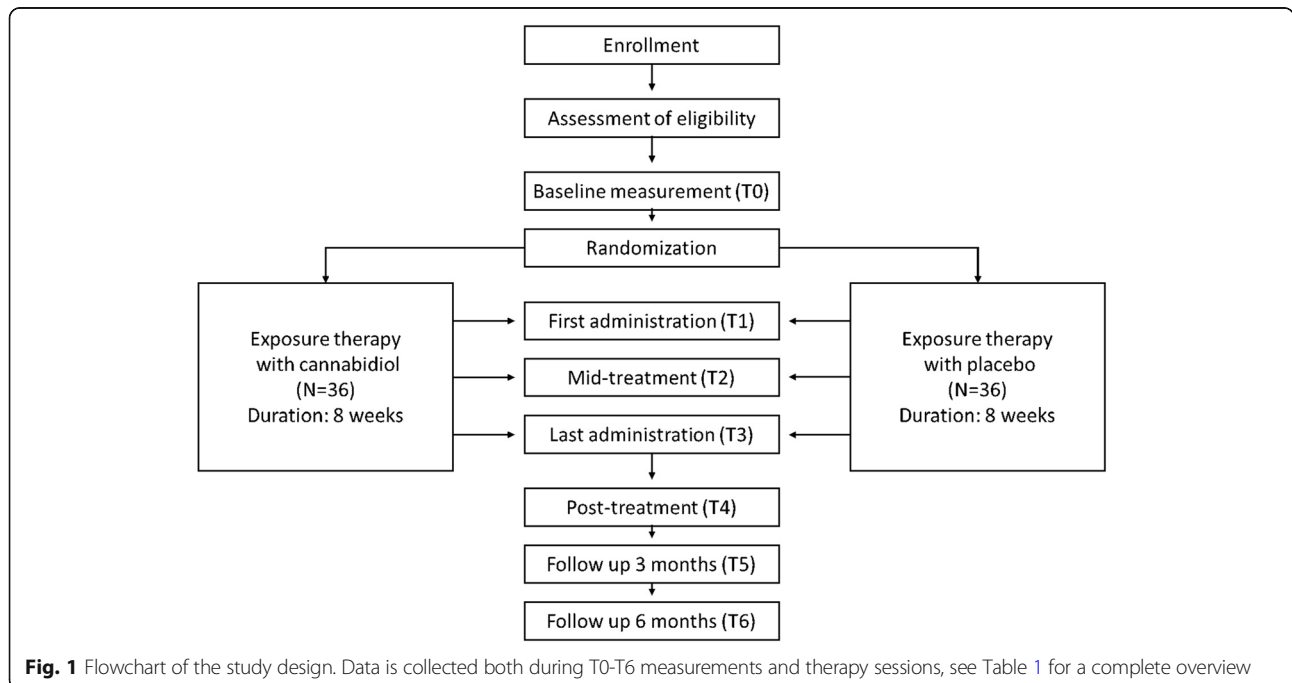 Enrollment
Assessment of eligibility
Baseline measurement (T0)
Randomization
Exposure therapy
with cannabidiol
(N=36)
Duration: 8 weeks
First administration (T1)
Mid-treatment (T2)
Last administration (T3)
Exposure therapy
with placebo
(N=36)
Duration: 8 weeks
Post-treatment (T4)
Follow up 3 months (T5)
Follow up 6 months (T6)
Fig. 1 Flowchart of the study design. Data is collected both during T0-T6 measurements and therapy sessions, see Table 1 for a complete overview